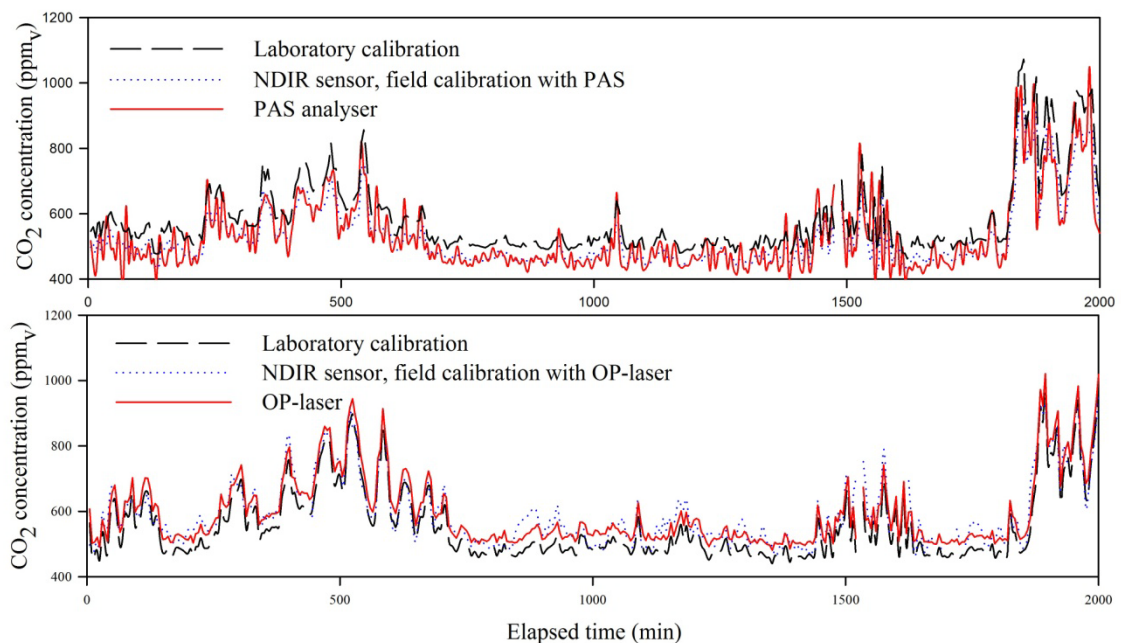 1200
1000
800
600
400
CO2 concentration (ppmv)
Laboratory calibration
NDIR sensor, field calibration with PAS
PAS analyser
0 500 1000 1500 2000
1200
1000
800
600
400
CO2 concentration (ppmv)
Laboratory calibration
NDIR sensor, field calibration with OP-laser
OP-laser
0 500 1000 1500 2000
Elapsed time (min)